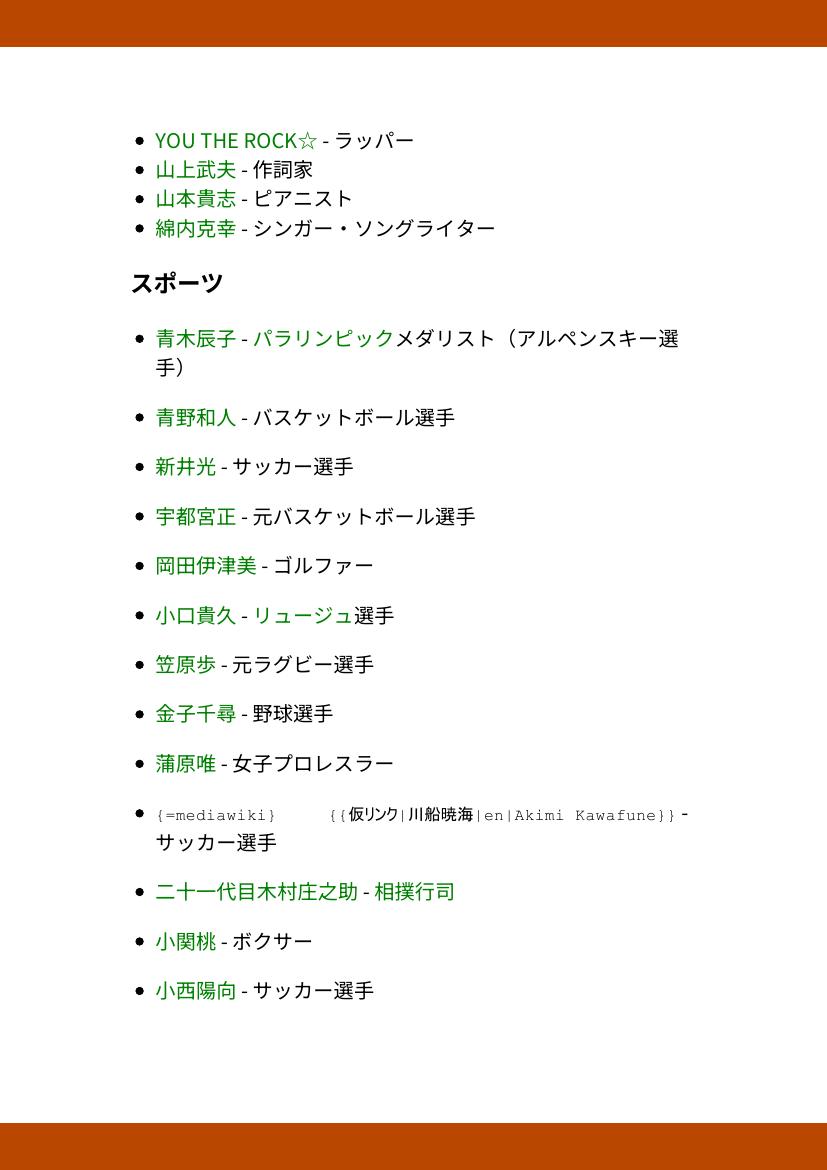 YOU THE ROCK☆ - ラッパー
山上武夫 - 作詞家
山本貴志 - ピアニスト
綿内克幸 - シンガー・ソングライター
スポーツ
青木辰子 - パラリンピックメダリスト（アルペンスキー選
手）
青野和人 - バスケットボール選手
新井光 - サッカー選手
宇都宮正 - 元バスケットボール選手
岡田伊津美 - ゴルファー
小口貴久 - リュージュ選手
笠原歩 - 元ラグビー選手
金子千尋 - 野球選手
蒲原唯 - 女子プロレスラー
{=mediawiki} {{仮リンク|川船暁海|en|Akimi Kawafune}} -
サッカー選手
二十一代目木村庄之助 - 相撲行司
小関桃 - ボクサー
小西陽向 - サッカー選手